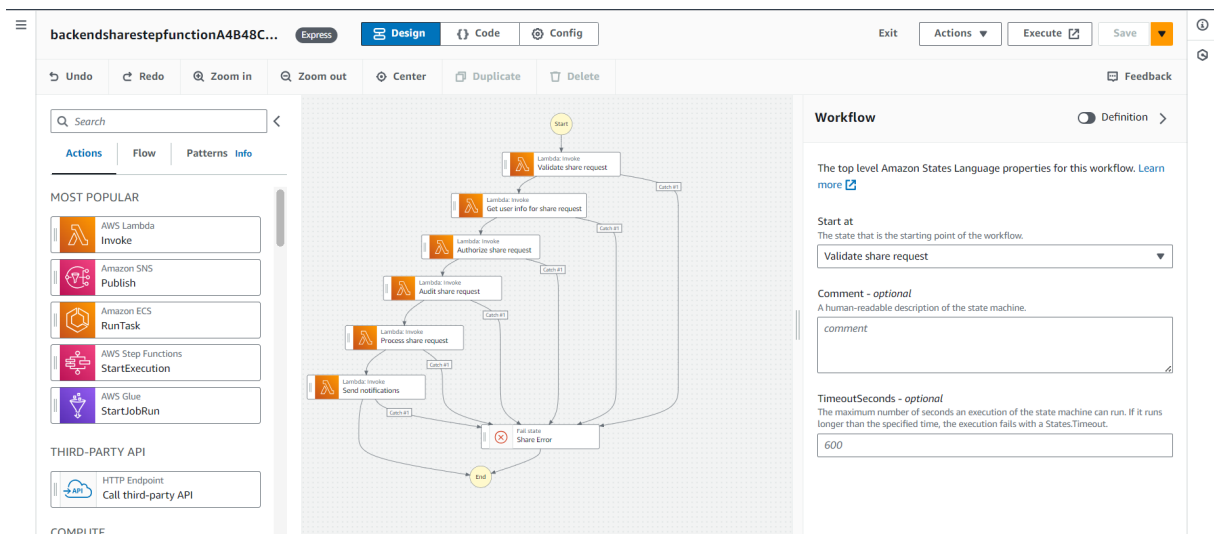 backendsharestepfunctionA4B48C...
Express
Design
{} Code
Config
Exit
Actions
Execute
Save
Undo
Redo
Zoom in
Zoom out
Center
Duplicate
Delete
Feedback
Search
Actions
Flow
Patterns Info
MOST POPULAR
AWS Lambda
Invoke
Amazon SNS
Publish
Amazon ECS
RunTask
AWS Step Functions
StartExecution
AWS Glue
StartJobRun
THIRD-PARTY API
API
HTTP Endpoint
Call third-party API
COMPUTE
Start
Lambda: Invoke
Validate share request
Catch #1
Lambda: Invoke
Get user info for share request
Catch #1
Lambda: Invoke
Authorize share request
Catch #1
Lambda: Invoke
Audit share request
Catch #1
Lambda: Invoke
Process share request
Catch #1
Lambda: Invoke
Send notifications
Catch #1
Fail state
Share Error
End
Workflow
Definition
The top level Amazon States Language properties for this workflow. Learn
more
Start at
The state that is the starting point of the workflow.
Validate share request
Comment - optional
A human-readable description of the state machine.
comment
TimeoutSeconds - optional
The maximum number of seconds an execution of the state machine can run. If it runs
longer than the specified time, the execution fails with a States.Timeout.
600